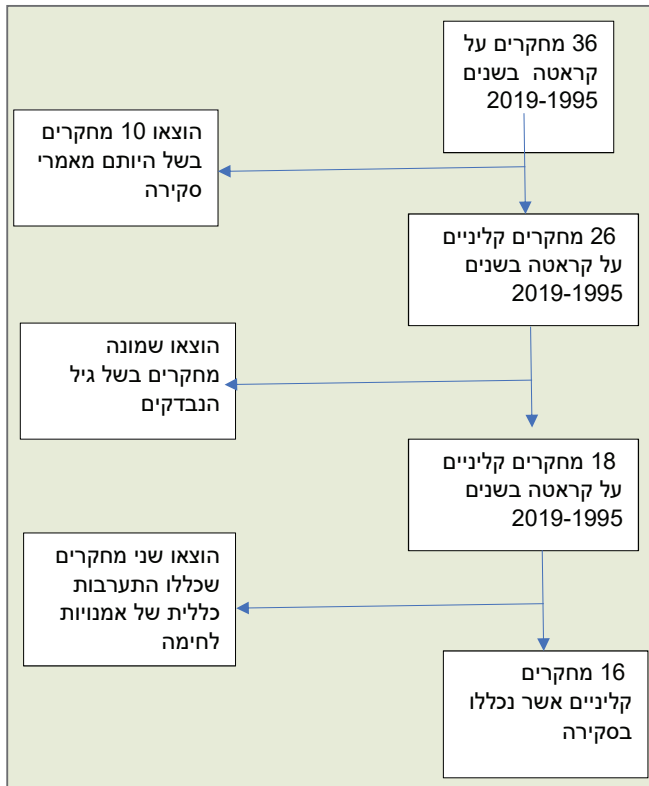 36 מחקרים על
קראטה בשנים
2019-1995
הוצאו 10 מחקרים
בשל היותם מאמרי
סקירה
26 מחקרים קליניים
על קראטה בשנים
2019-1995
הוצאו שמונה
מחקרים בשל גיל
הנבדקים
18 מחקרים קליניים
על קראטה בשנים
2019-1995
הוצאו שני מחקרים
שכללו התערבות
כללית של אמנויות
לחימה
16 מחקרים
קליניים אשר נכללו
בסקירה